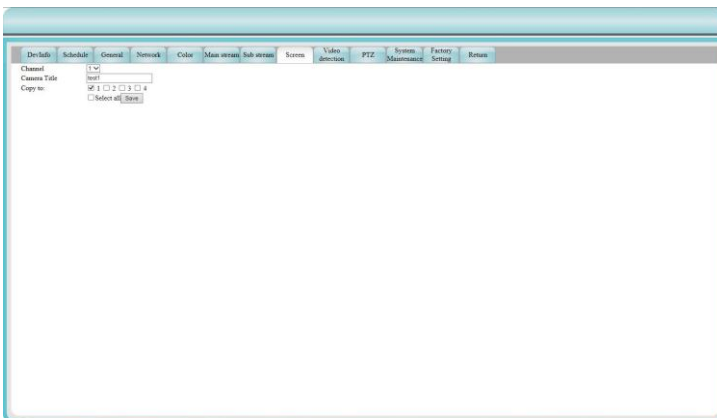 DevInfo Schedule General Network Color Main stream Sub stream Screen Video detection PTZ System Maintenance Factory Setting Return
Channel 1
Camera Title test1
Copy to: 1 2 3 4
Select all Save